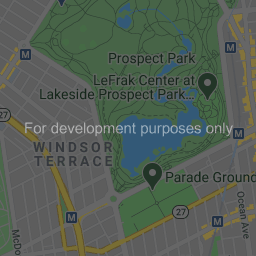 M
Prospect Park
LeFrak Center at
Lakeside Prospect Park...
M
27
For development purposes only
WINDSOR
TERRACE
Parade Ground
M
27
M
McDo
Ocean Ave